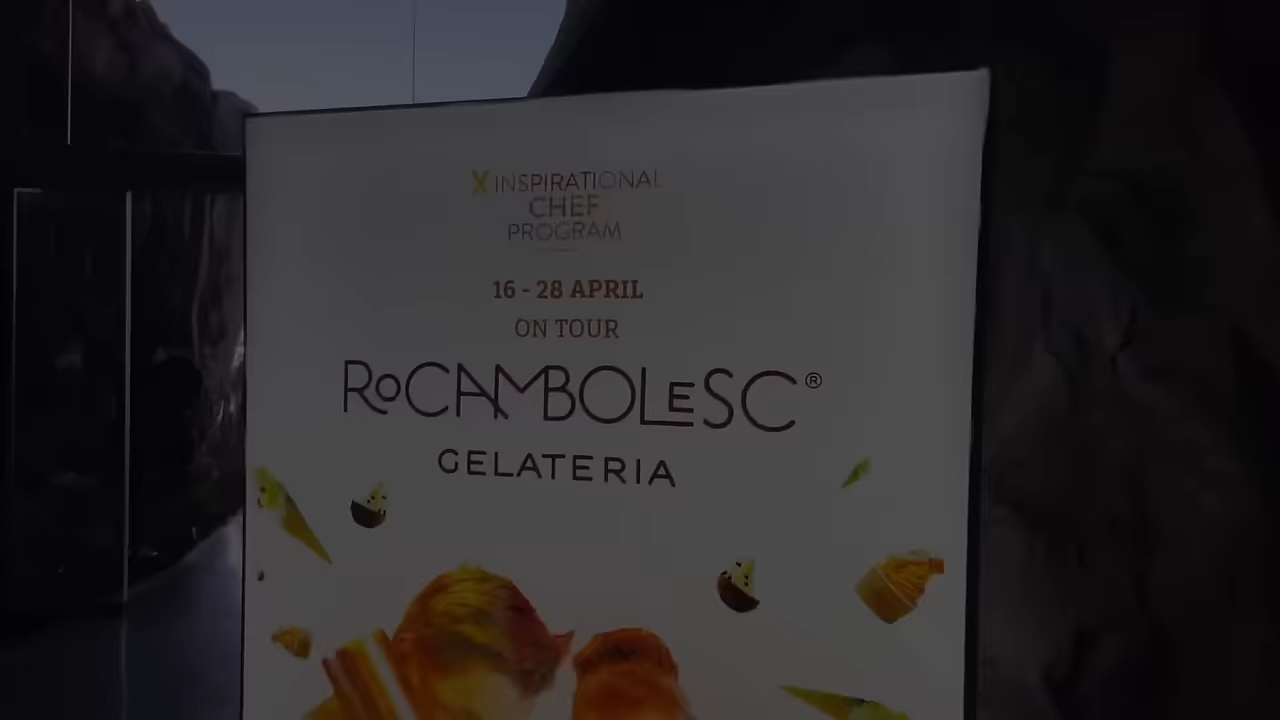 X INSPIRATIONAL
CHEF
PROGRAM
16 - 28 APRIL
ON TOUR
ROCAMBOLESC®
GELATERIA